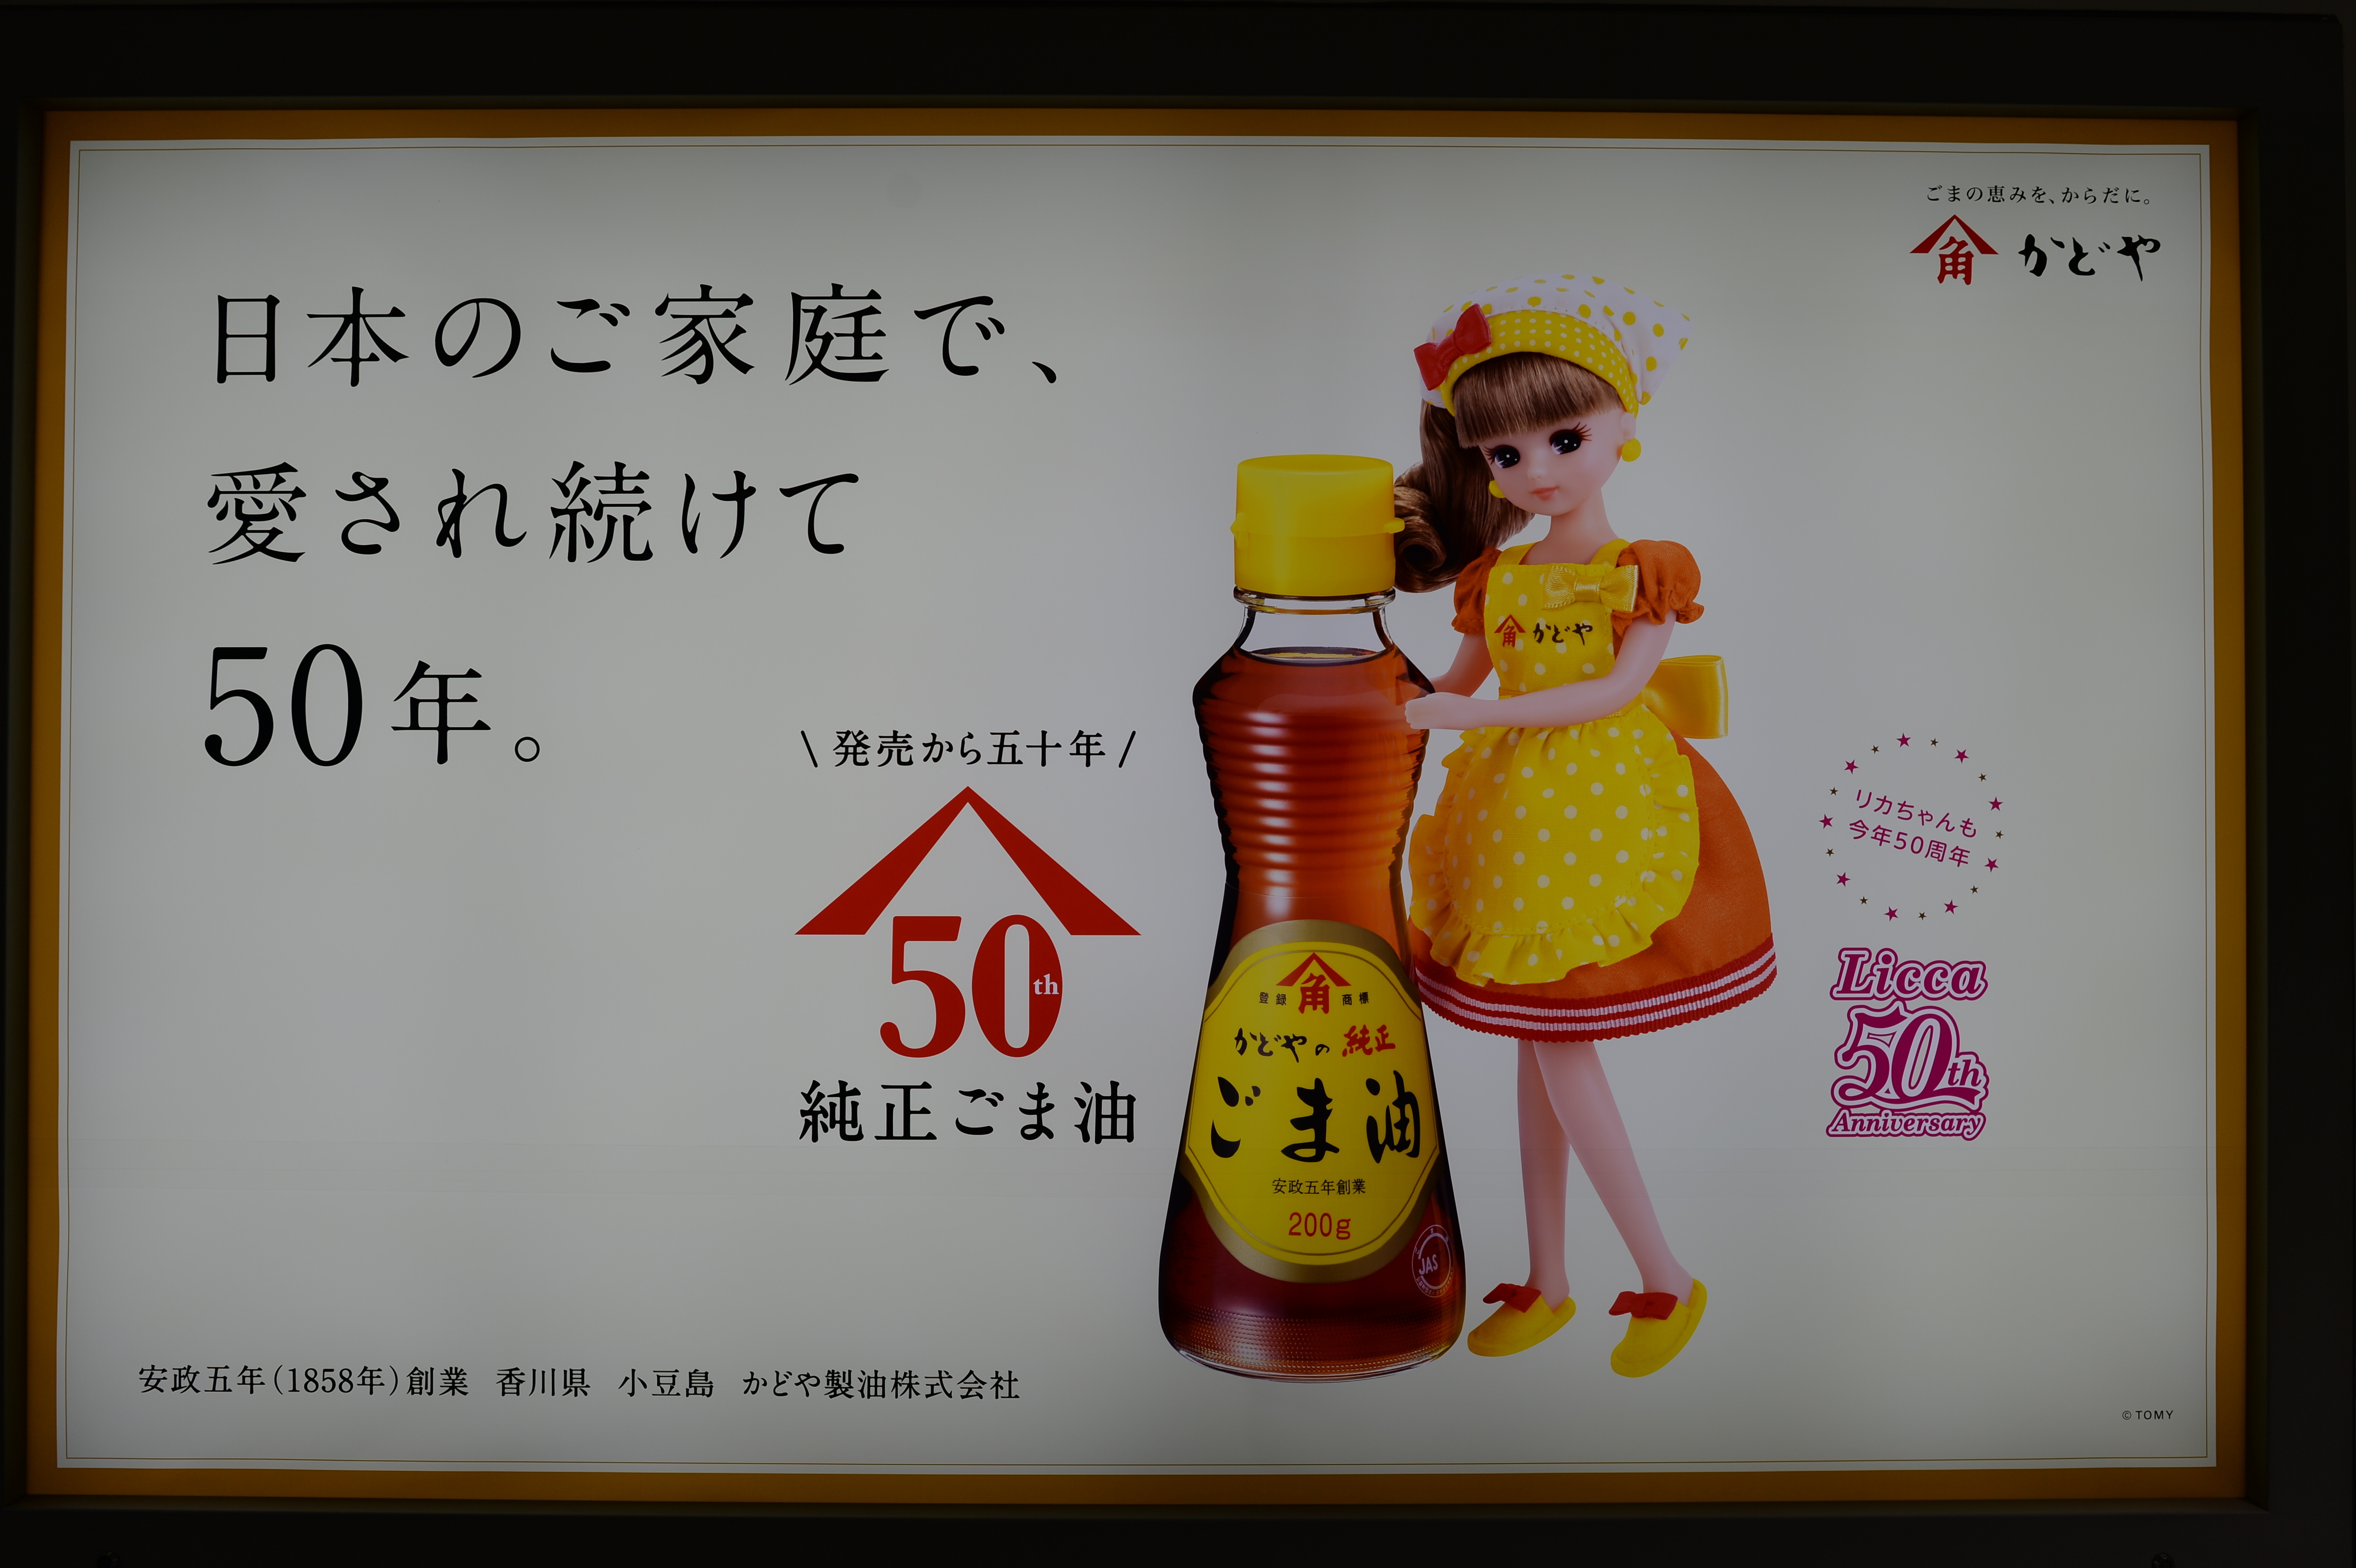 ごまの恵みを、からだに。
角 かどや
日本のご家庭で、
愛され続けて
50年。
\ 発売から五十年 /
50th
純正ごま油
角 かどや
登録 角 商標
かどやの純正
ごま油
安政五年創業
200g
JAS
リカちゃんも
今年50周年
Licca
50th
Anniversary
安政五年(1858年)創業 香川県 小豆島 かどや製油株式会社
© TOMY